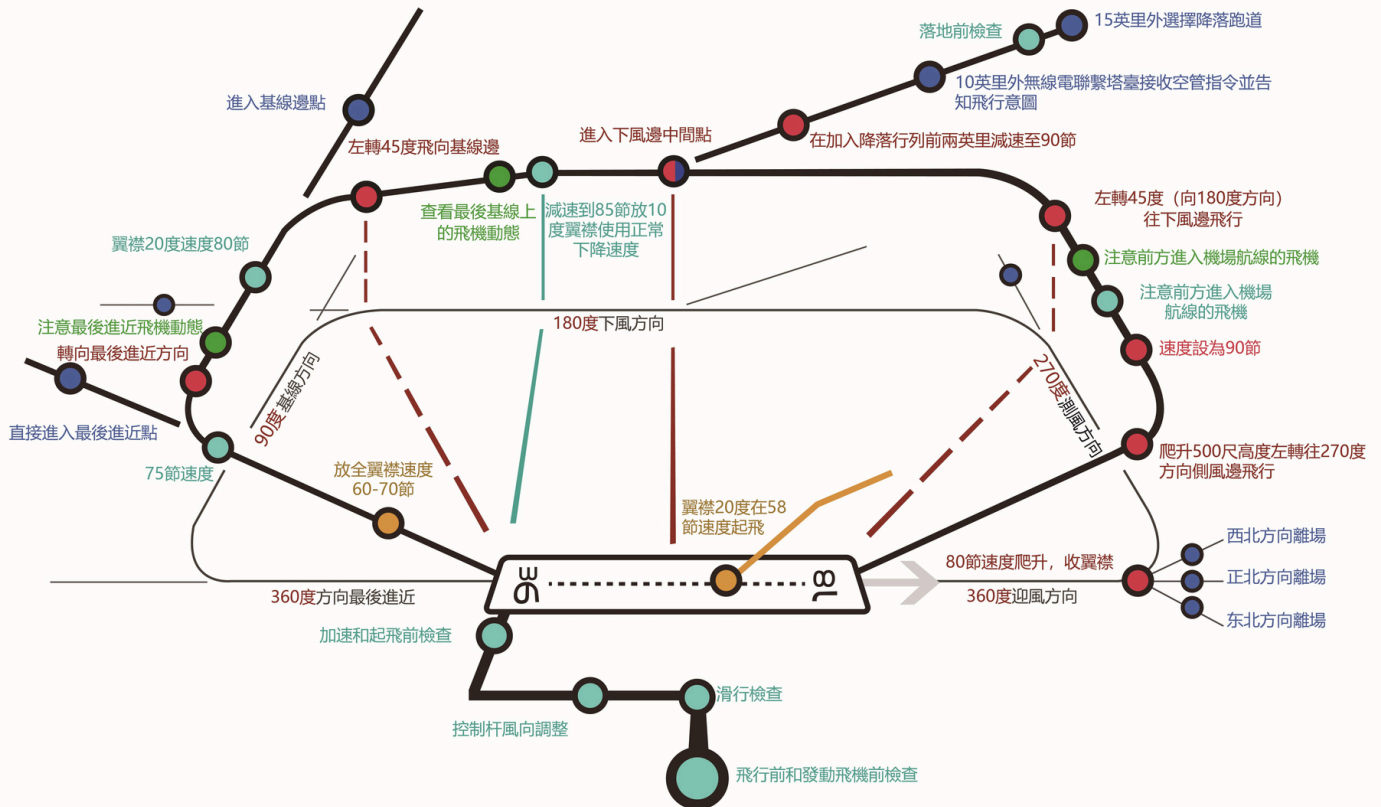 15英里外選擇降落跑道
落地前檢查
10英里外無線電聯繫塔臺接收空管指令並告
知飛行意圖
進入基線邊點
左轉45度飛向基線邊
進入下風邊中間點
在加入降落行列前兩英里減速至90節
查看最後基線上
的飛機動態
減速到85節放10
度翼襟使用正常
下降速度
左轉45度（向180度方向）
往下風邊飛行
翼襟20度速度80節
注意前方進入機場航線的飛機
注意前方進入機場
航線的飛機
注意最後進近飛機動態
轉向最後進近方向
180度下風方向
速度設為90節
90度基線方向
270度測風方向
直接進入最後進近點
75節速度
放全翼襟速度
60-70節
爬升500尺高度左轉往270度
方向側風邊飛行
翼襟20度在58
節速度起飛
36
18L
80節速度爬升，收翼襟
360度迎風方向
西北方向離場
正北方向離場
东北方向離場
360度方向最後進近
加速和起飛前檢查
滑行檢查
控制杆風向調整
飛行前和發動飛機前檢查